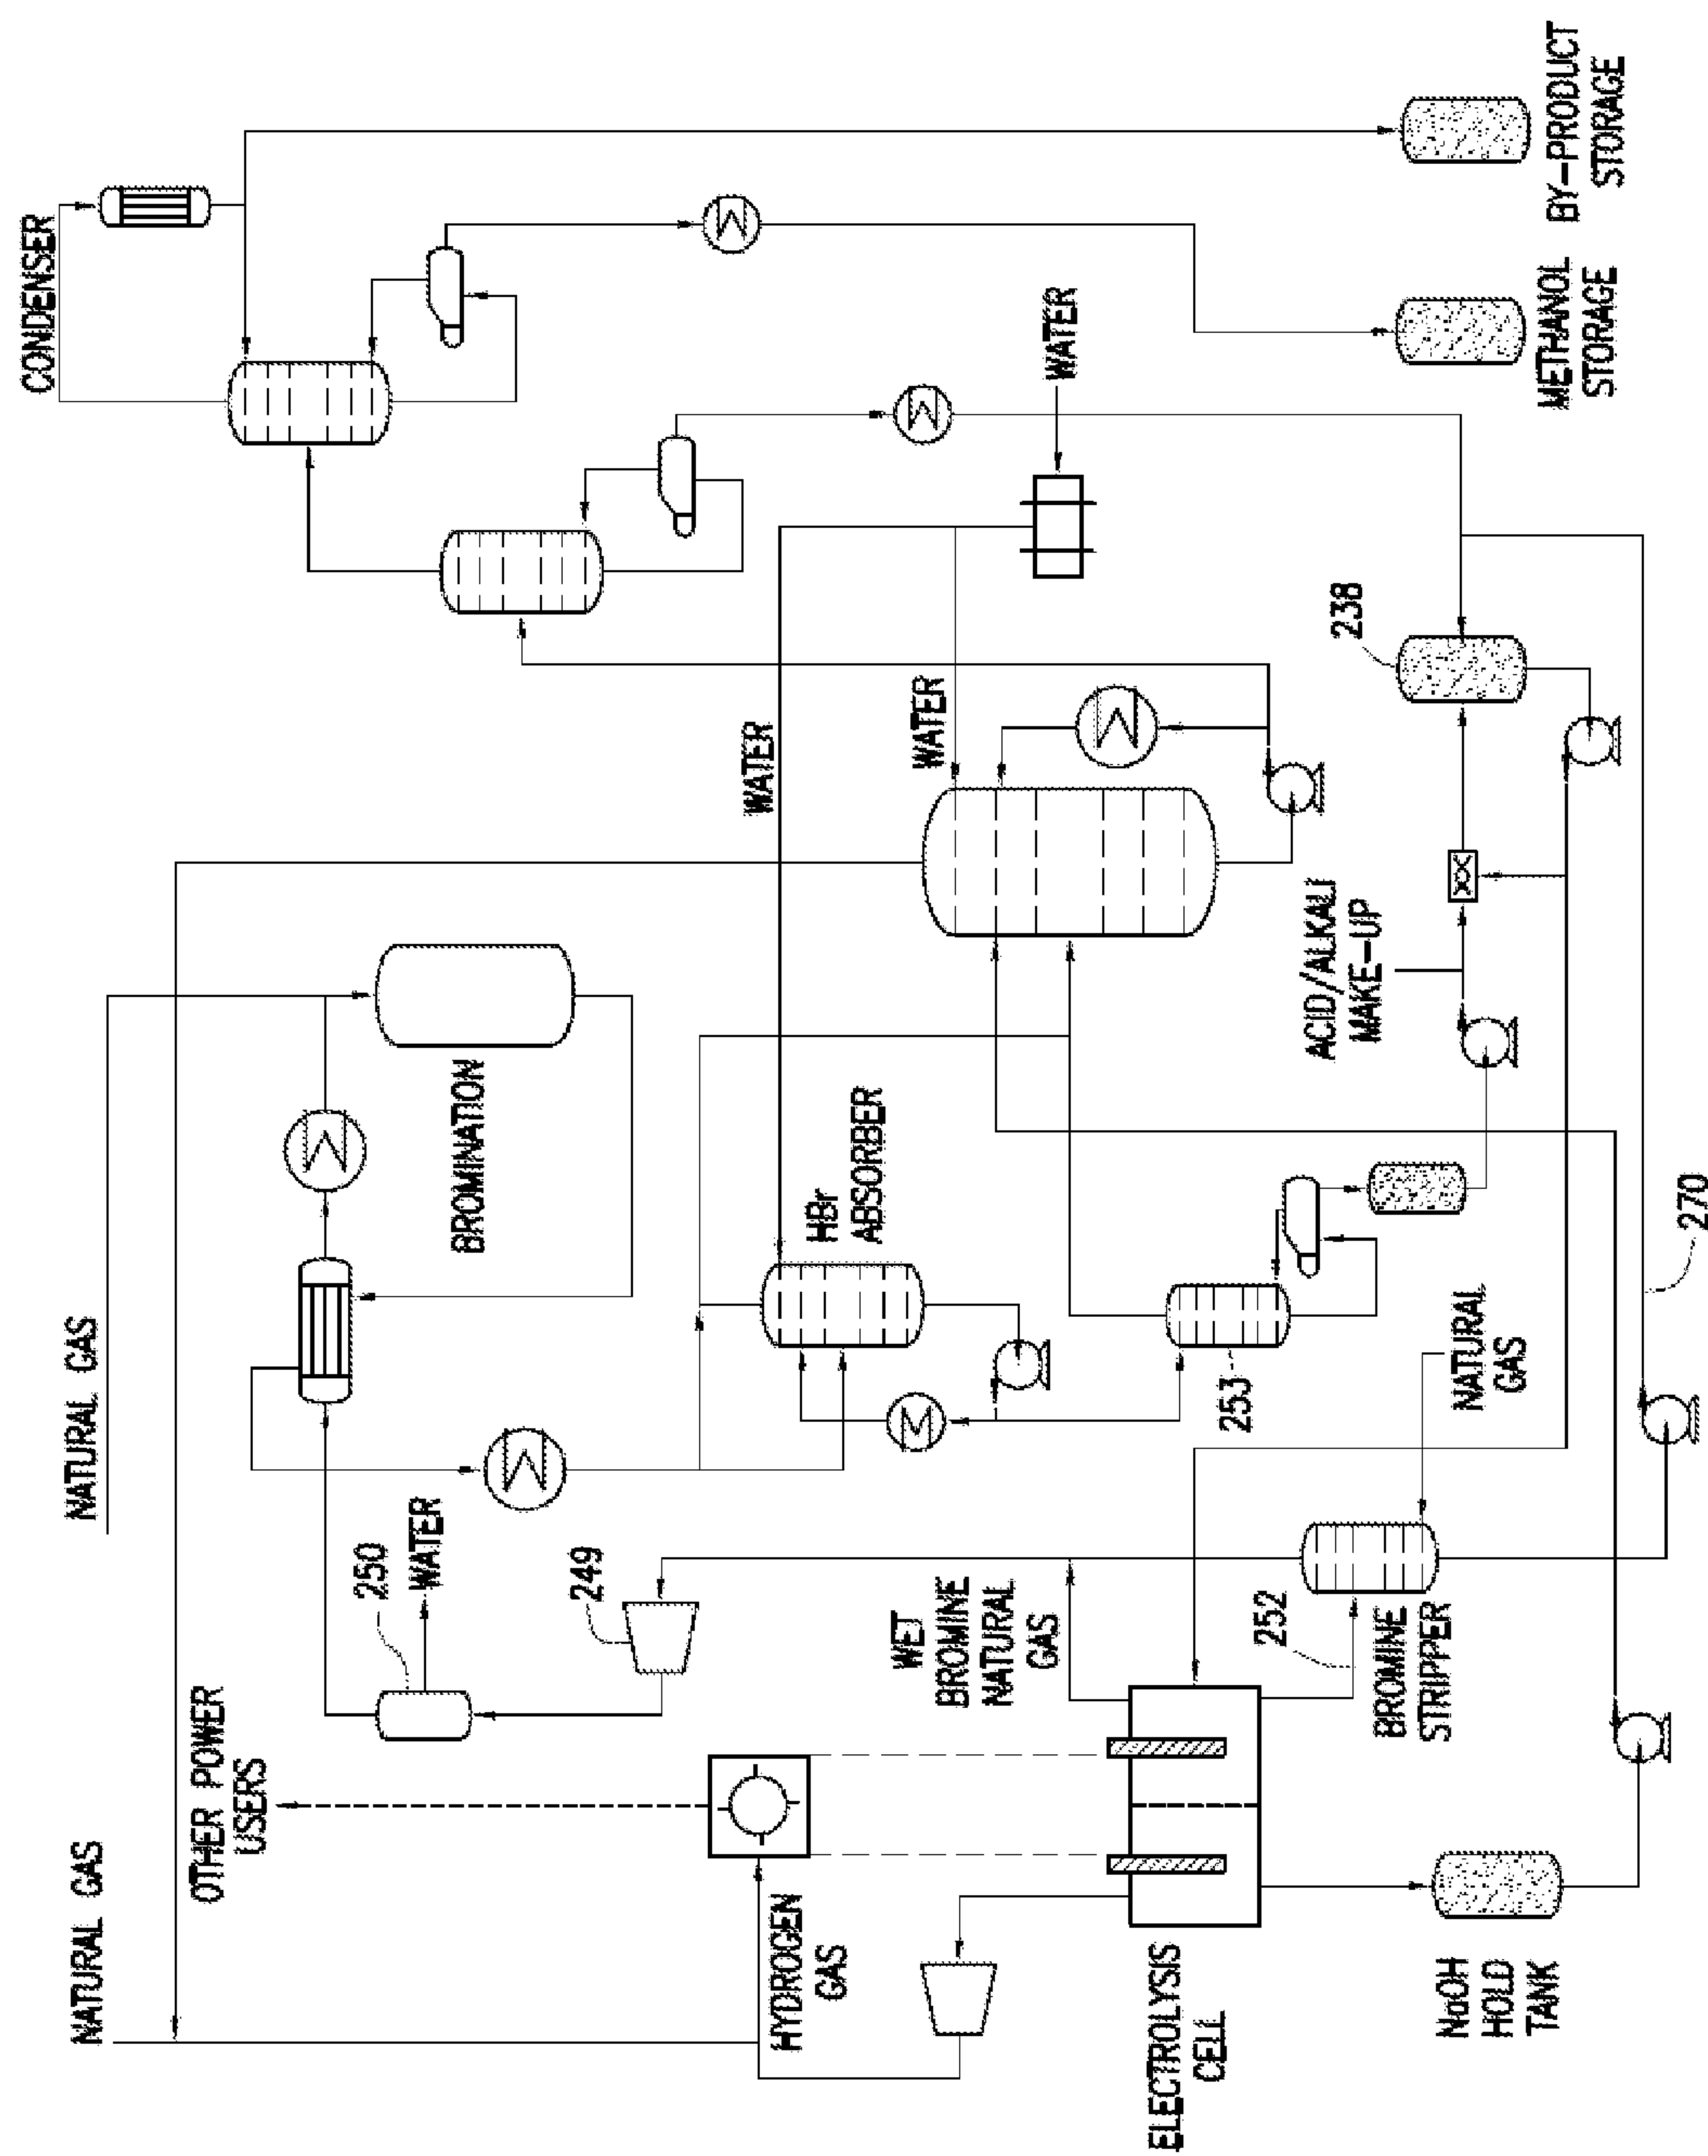 NATURAL GAS
NATURAL GAS
CONDENSER
OTHER POWER
USERS
250
WATER
BROMINATION
249
HYDROGEN
GAS
HBr
ABSORBER
WATER
WATER
WATER
WET
BROMINE
NATURAL
GAS
ELECTROLYSIS
CELL
252
BROMINE
STRIPPER
253
NATURAL
GAS
ACID/ALKALI
MAKE-UP
238
NaOH
HOLD
TANK
270
METHANOL
STORAGE
BY-PRODUCT
STORAGE